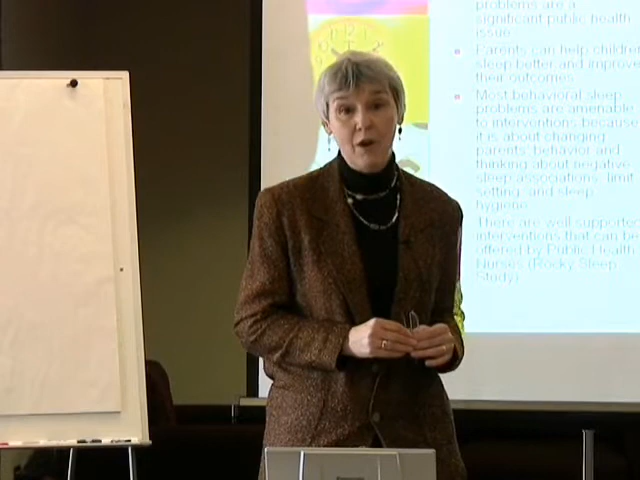 problems are a
significant public health
issue.
Parents can help children
sleep better and improve
their outcomes.
Most behavioral sleep
problems are amenable
to interventions because
it is about changing
parents' behavior and
thinking about negative
sleep associations, limit
setting, and sleep
hygiene.
There are well supported
interventions that can be
offered by Public Health
Nurses (Rocky Sleep
Study)